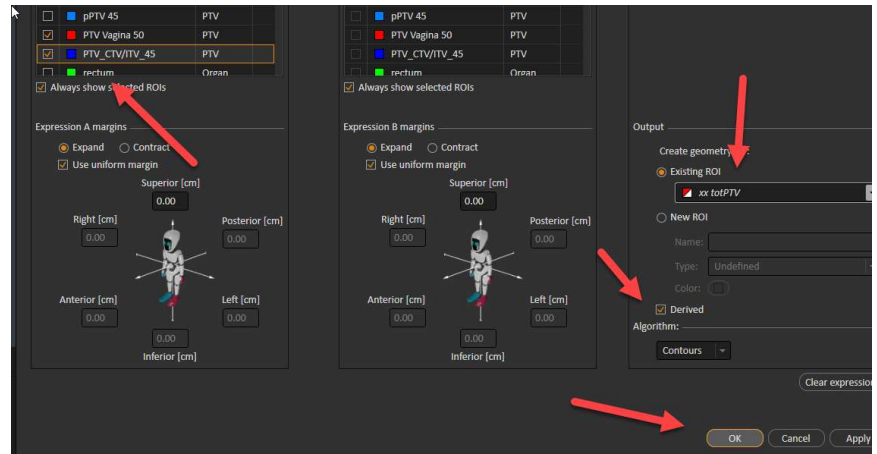 pPTV 45 PTV
PTV Vagina 50 PTV
PTV_CTV/ITV_45 PTV
rectum Organ
Always show selected ROIs
Expression A margins
Expand Contract
Use uniform margin
Superior [cm]
0.00
Right [cm] Posterior [cm]
0.00 0.00
Anterior [cm] Left [cm]
0.00 0.00
0.00
Inferior [cm]
pPTV 45 PTV
PTV Vagina 50 PTV
PTV_CTV/ITV_45 PTV
rectum Organ
Always show selected ROIs
Expression B margins
Expand Contract
Use uniform margin
Superior [cm]
0.00
Right [cm] Posterior [cm]
0.00 0.00
Anterior [cm] Left [cm]
0.00 0.00
0.00
Inferior [cm]
Output
Create geometry
Existing ROI
xx totPTV
New ROI
Name:
Type: Undefined
Color:
Derived
Algorithm:
Contours
Clear expression
OK Cancel Apply